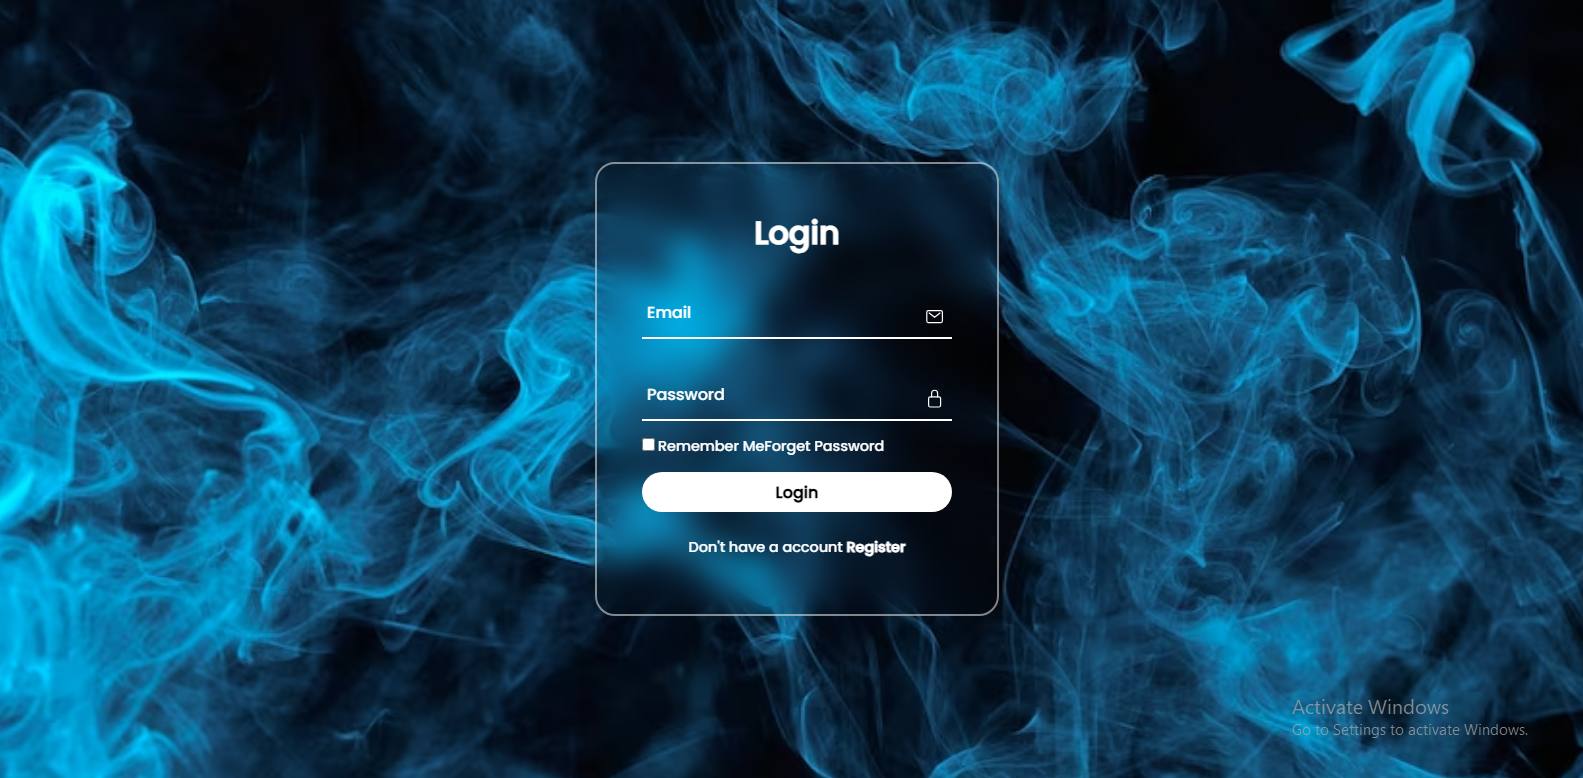 Login
Email
Password
Remember MeForget Password
Login
Don't have a account Register
Activate Windows
Go to Settings to activate Windows.